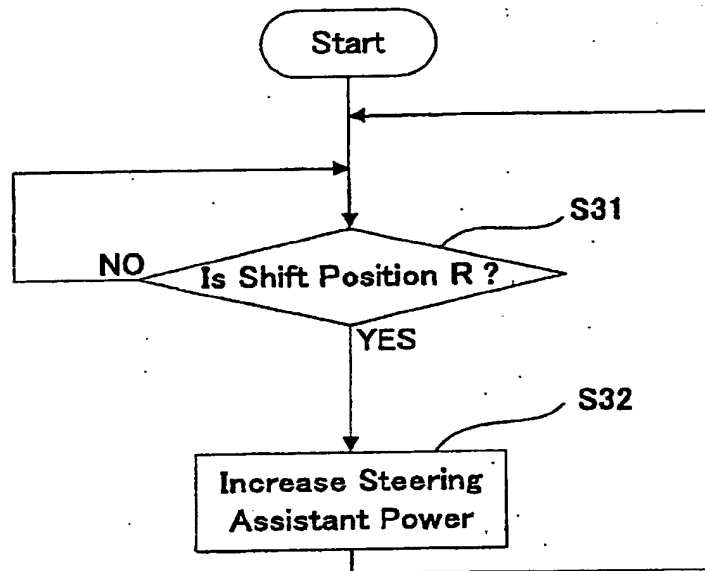 Start
S31
NO
Is Shift Position R ?
YES
S32
Increase Steering
Assistant Power